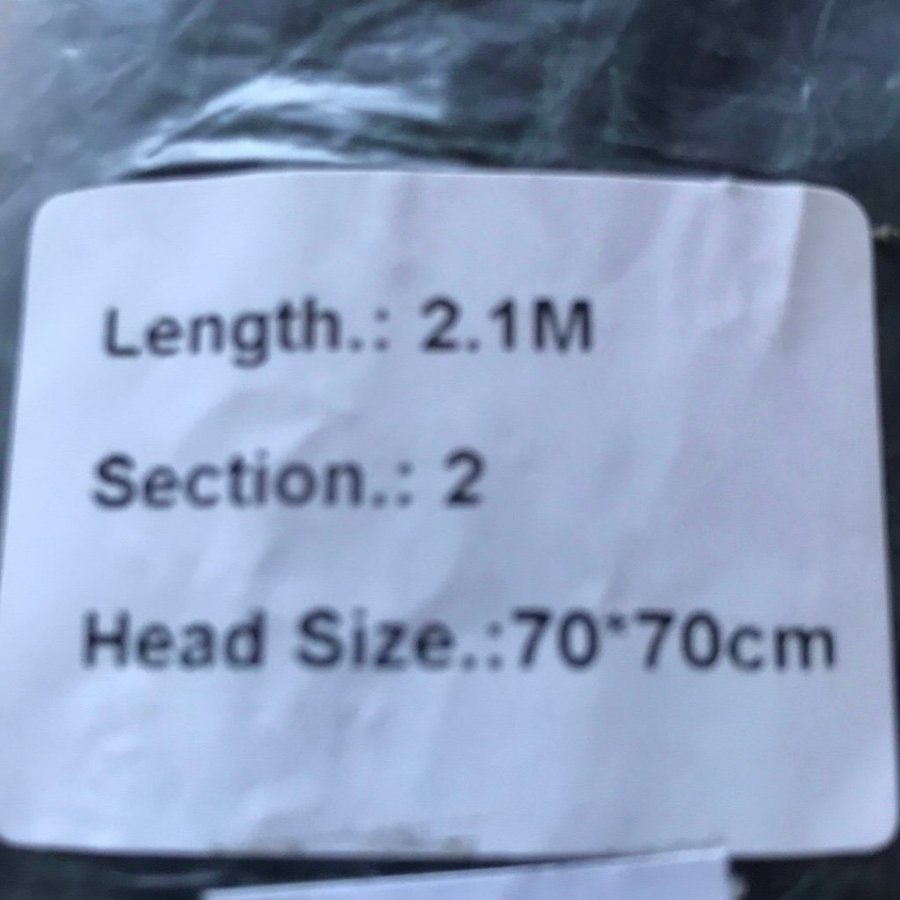 Length.: 2.1M
Section.: 2
Head Size.:70*70cm